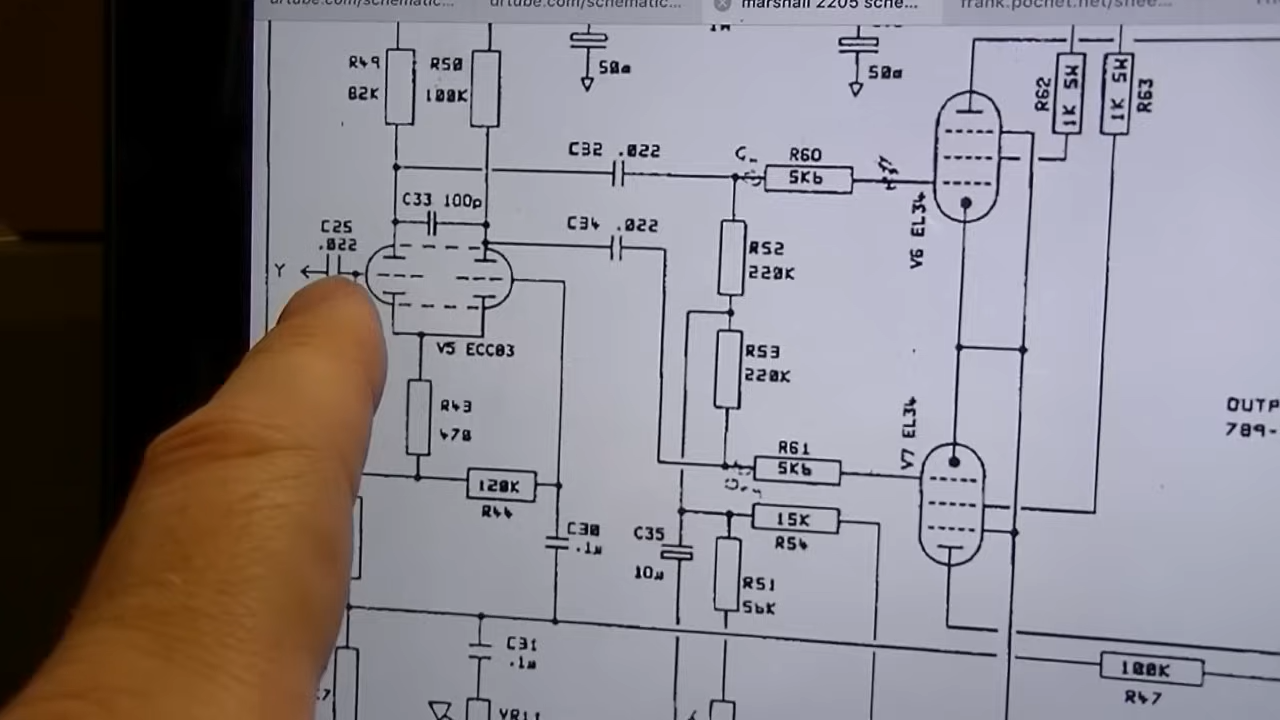 urtube.com/schematic...
urtube.com/schematic...
marshall 2205 sche...
frank.pocnet.net/shee...
R49
82K
R50
100K
50µ
50µ
R62
1K 5W
1K 5W
R63
C32 .022
R60
5K6
C33 100p
C25
.022
Y
C34 .022
R52
220K
V6 EL34
V5 ECC83
R53
220K
R43
470
R61
5K6
V7 EL34
OUTP
789-
120K
R44
C30
.1µ
C35
10µ
15K
R54
R51
56K
C31
.1µ
100K
R47
VR11